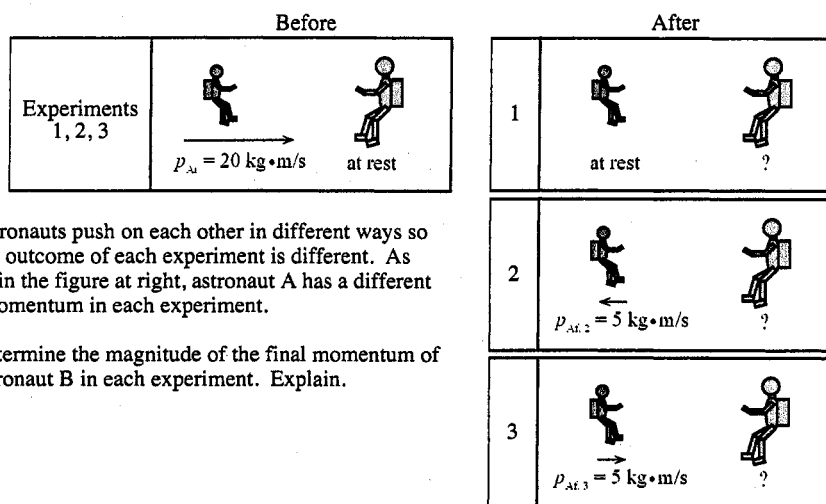 Before
Experiments
1, 2, 3
p_Ai = 20 kg•m/s
at rest
ronauts push on each other in different ways so
outcome of each experiment is different. As
in the figure at right, astronaut A has a different
omentum in each experiment.
termine the magnitude of the final momentum of
ronaut B in each experiment. Explain.
After
1
at rest
?
2
p_Af, 2 = 5 kg•m/s
?
3
p_Af, 3 = 5 kg•m/s
?